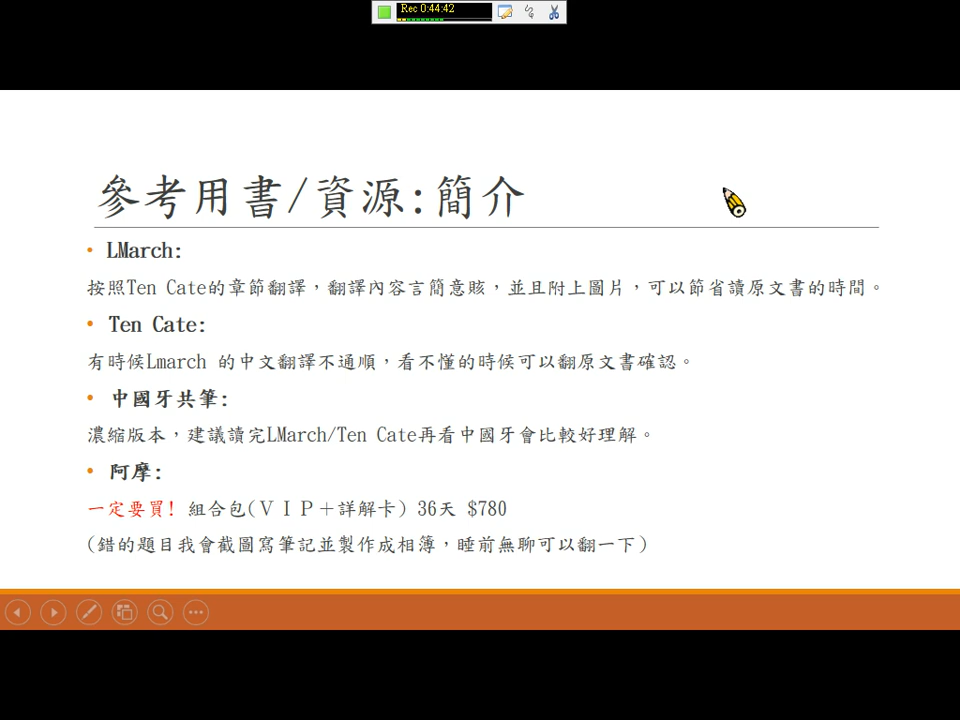 Rec 0:44:42
參考用書/資源:簡介
• LMarch:
按照Ten Cate的章節翻譯，翻譯內容言簡意賅，並且附上圖片，可以節省讀原文書的時間。
• Ten Cate:
有時候Lmarch 的中文翻譯不通順，看不懂的時候可以翻原文書確認。
• 中國牙共筆:
濃縮版本，建議讀完LMarch/Ten Cate再看中國牙會比較好理解。
• 阿摩:
一定要買! 組合包(ＶＩＰ＋詳解卡) 36天 $780
(錯的題目我會截圖寫筆記並製作成相簿，睡前無聊可以翻一下)